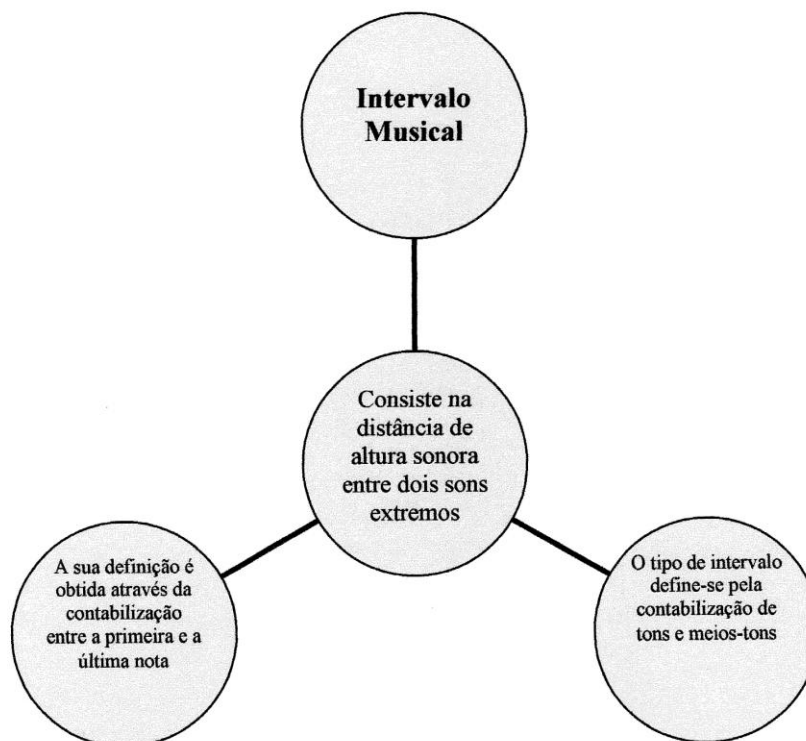 Intervalo
Musical
Consiste na
distância de
altura sonora
entre dois sons
extremos
A sua definição é
obtida através da
contabilização
entre a primeira e a
última nota
O tipo de intervalo
define-se pela
contabilização de
tons e meios-tons